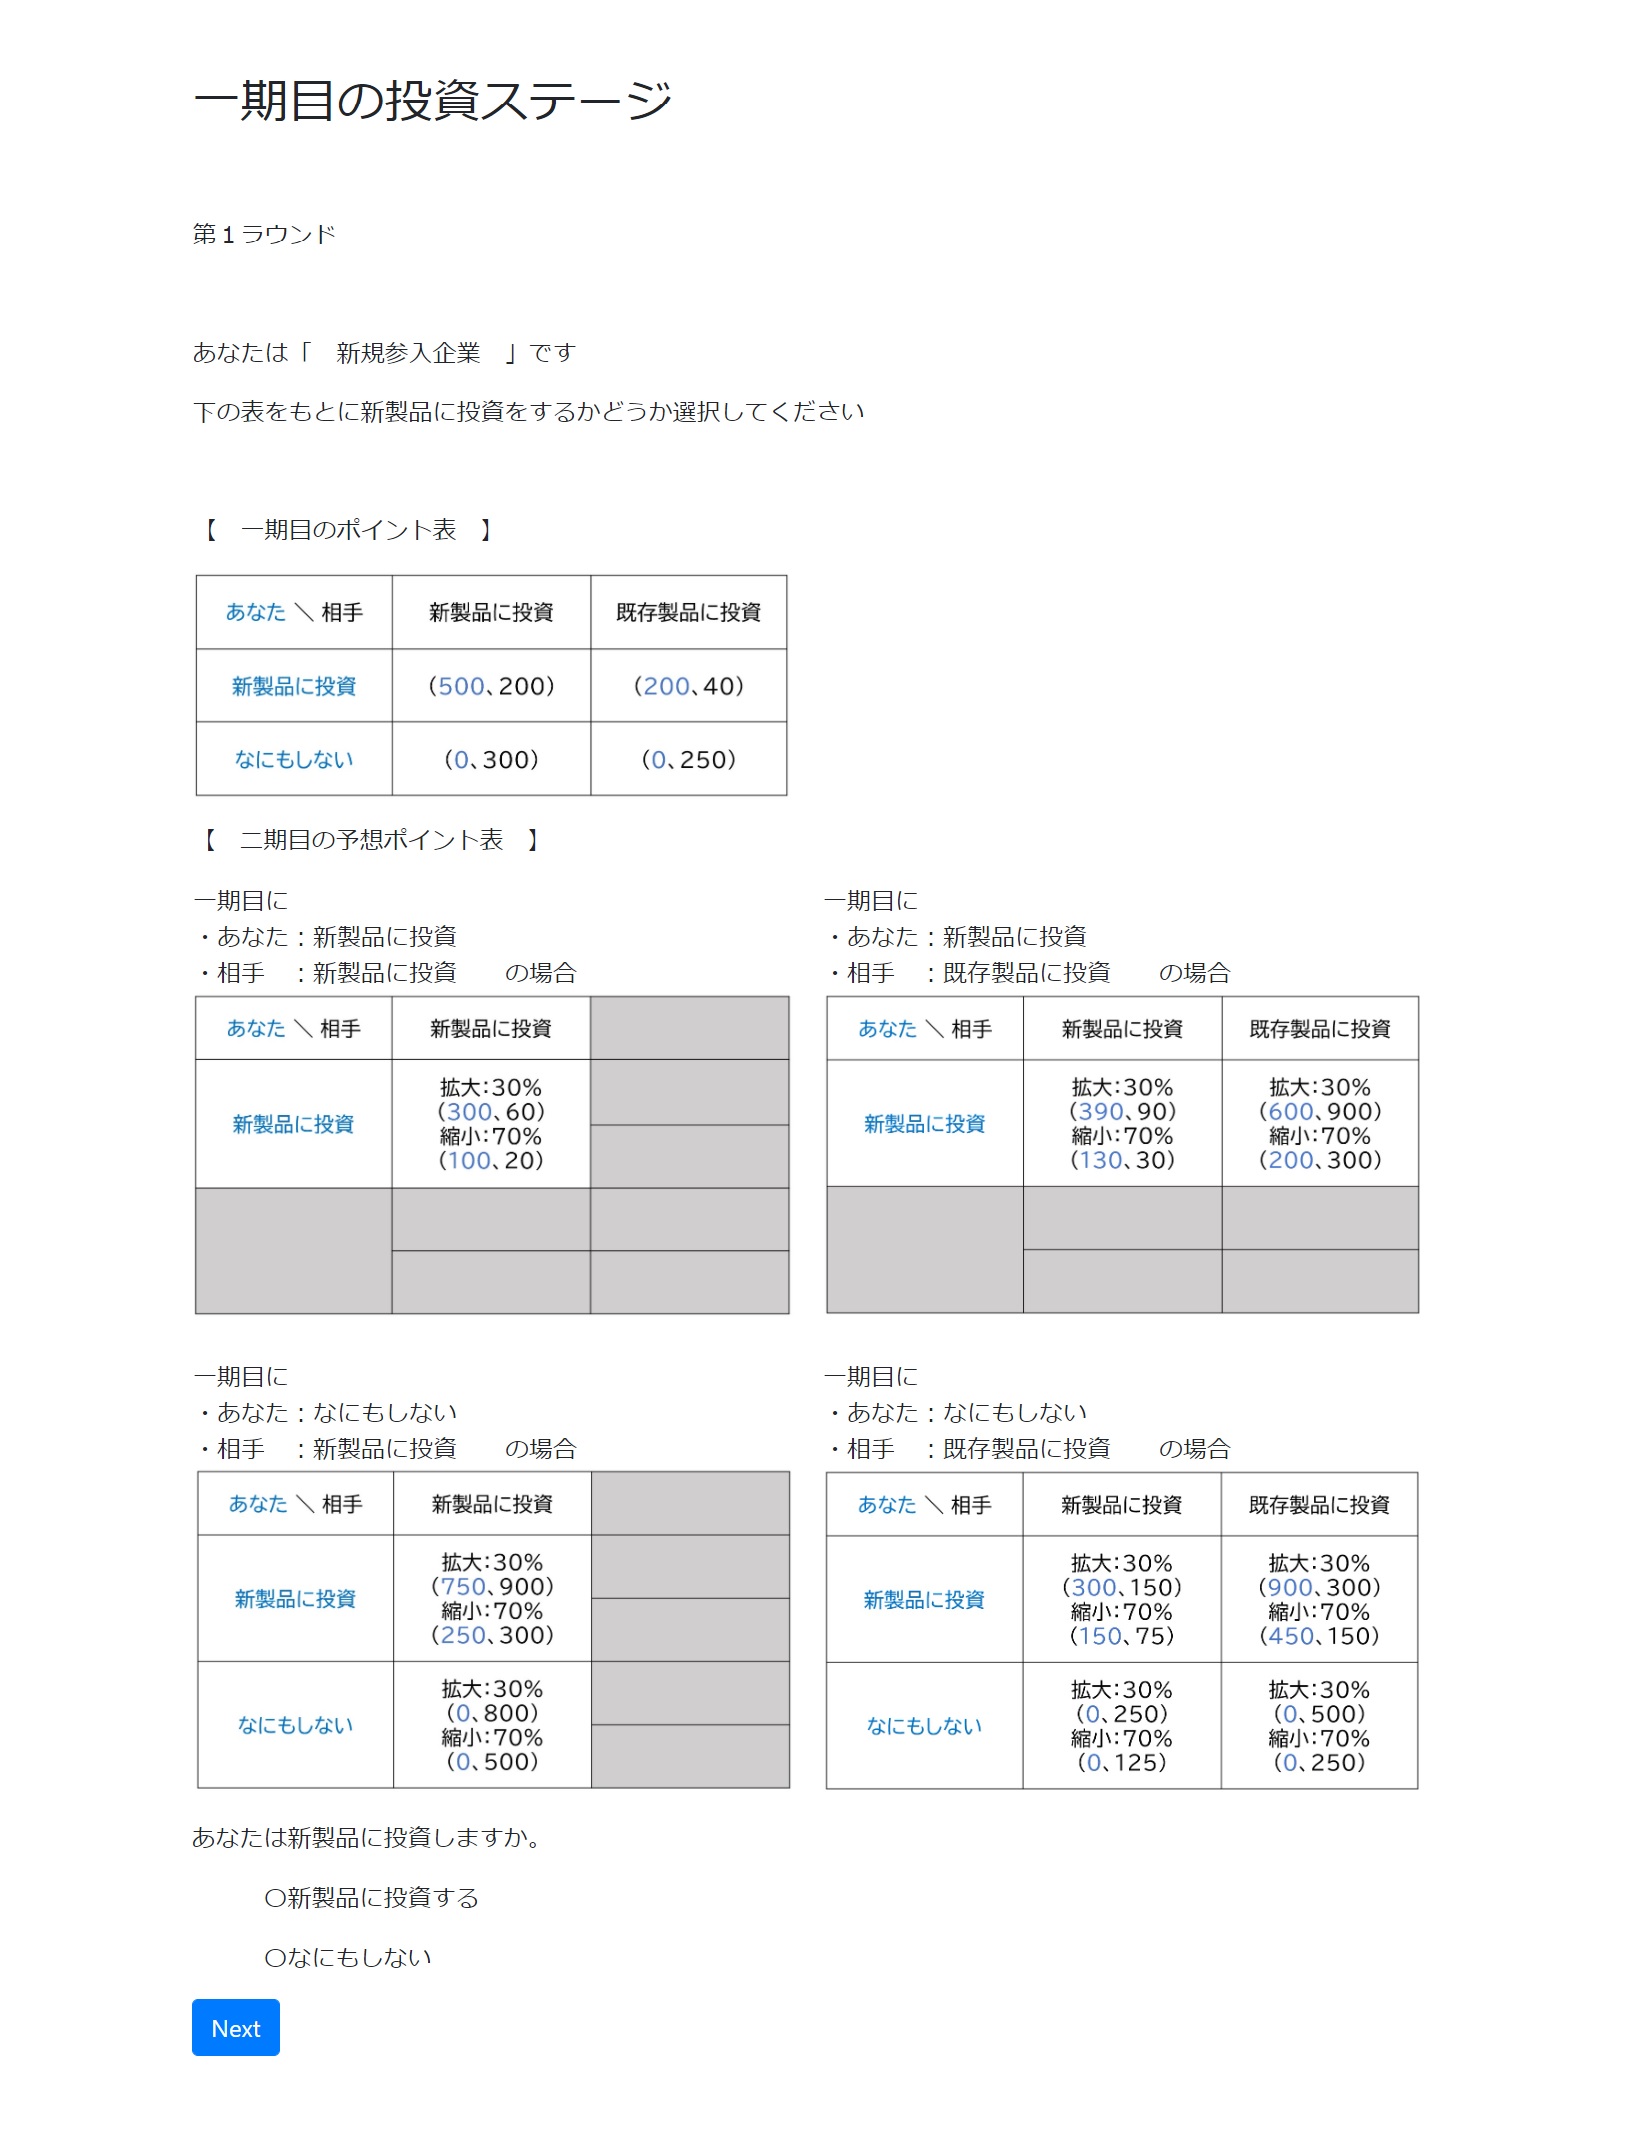 一期目の投資ステージ
第１ラウンド
あなたは「　新規参入企業　」です
下の表をもとに新製品に投資をするかどうか選択してください
【　一期目のポイント表　】
あなた ＼ 相手　新製品に投資　既存製品に投資
新製品に投資　(500、200)　(200、40)
なにもしない　(0、300)　(0、250)
【　二期目の予想ポイント表　】
一期目に
・あなた：新製品に投資
・相手　：新製品に投資　　の場合
あなた ＼ 相手　新製品に投資
新製品に投資
拡大:30%
(300、60)
縮小:70%
(100、20)
一期目に
・あなた：新製品に投資
・相手　：既存製品に投資　　の場合
あなた ＼ 相手　新製品に投資　既存製品に投資
新製品に投資
拡大:30%
(390、90)
縮小:70%
(130、30)
拡大:30%
(600、900)
縮小:70%
(200、300)
一期目に
・あなた：なにもしない
・相手　：新製品に投資　　の場合
あなた ＼ 相手　新製品に投資
新製品に投資
拡大:30%
(750、900)
縮小:70%
(250、300)
なにもしない
拡大:30%
(0、800)
縮小:70%
(0、500)
一期目に
・あなた：なにもしない
・相手　：既存製品に投資　　の場合
あなた ＼ 相手　新製品に投資　既存製品に投資
新製品に投資
拡大:30%
(300、150)
縮小:70%
(150、75)
拡大:30%
(900、300)
縮小:70%
(450、150)
なにもしない
拡大:30%
(0、250)
縮小:70%
(0、125)
拡大:30%
(0、500)
縮小:70%
(0、250)
あなたは新製品に投資しますか。
〇新製品に投資する
〇なにもしない
Next